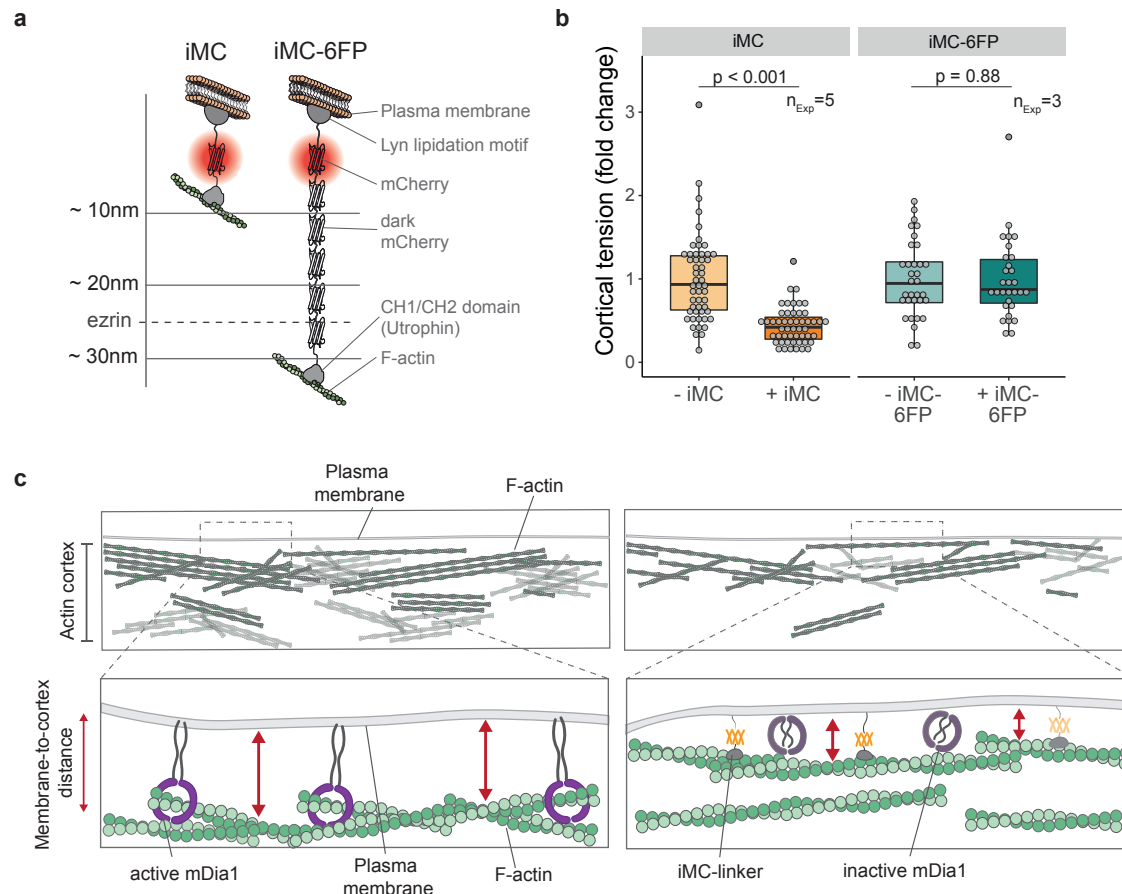 a
iMC
iMC-6FP
Plasma membrane
Lyn lipidation motif
mCherry
~ 10nm
dark
mCherry
~ 20nm
CH1/CH2 domain
(Utrophin)
ezrin
~ 30nm
F-actin
b
iMC
iMC-6FP
p < 0.001
p = 0.88
nExp=5
nExp=3
Cortical tension (fold change)
3
2
1
0
- iMC
+ iMC
- iMC-
6FP
+ iMC-
6FP
c
Plasma
membrane
F-actin
Actin cortex
Membrane-to-cortex
distance
active mDia1
Plasma
membrane
F-actin
iMC-linker
inactive mDia1